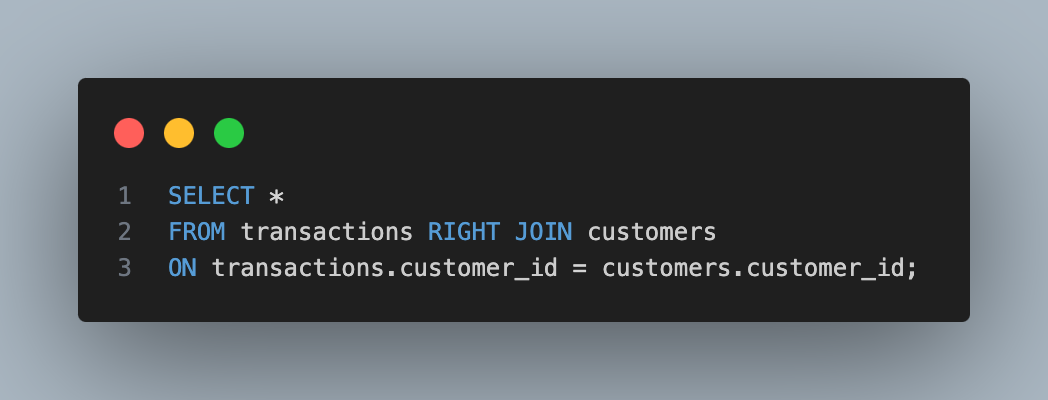 1 SELECT *
2 FROM transactions RIGHT JOIN customers
3 ON transactions.customer_id = customers.customer_id;